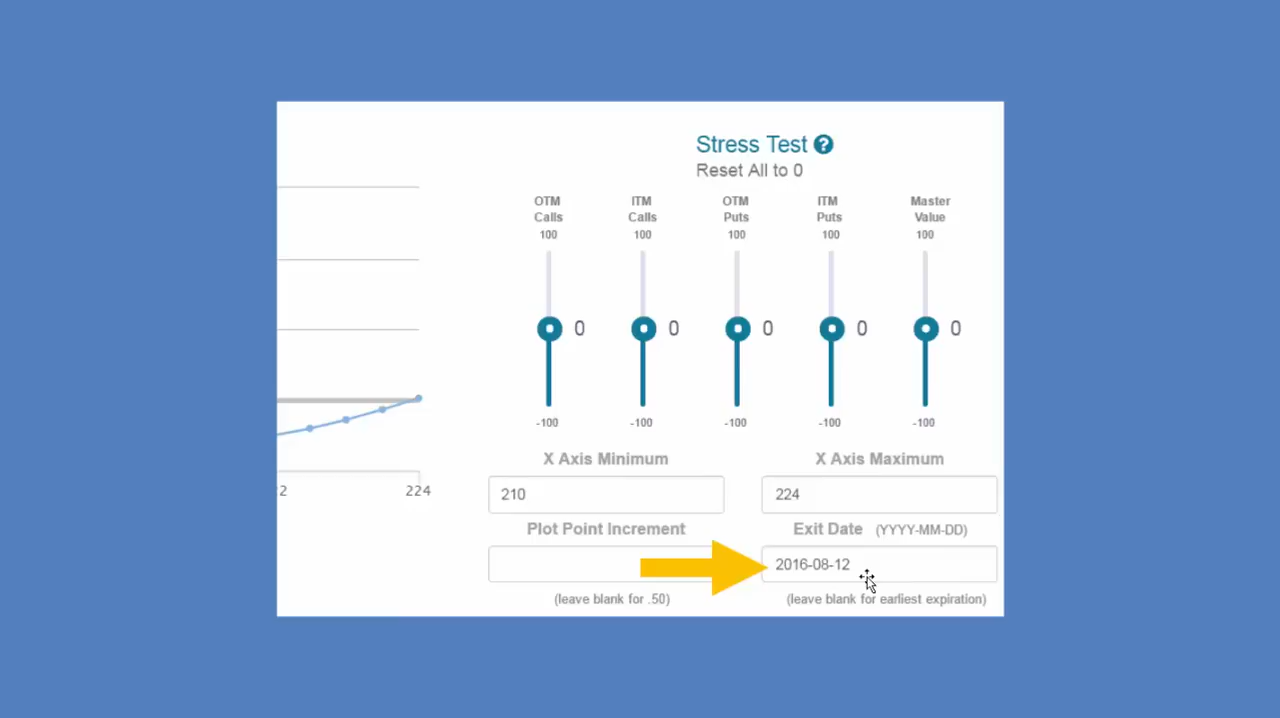 Stress Test ?
Reset All to 0
OTM Calls
ITM Calls
OTM Puts
ITM Puts
Master Value
100 100 100 100 100
0 0 0 0 0
-100 -100 -100 -100 -100
2 224
X Axis Minimum X Axis Maximum
210 224
Plot Point Increment Exit Date (YYYY-MM-DD)
2016-08-12
(leave blank for .50) (leave blank for earliest expiration)